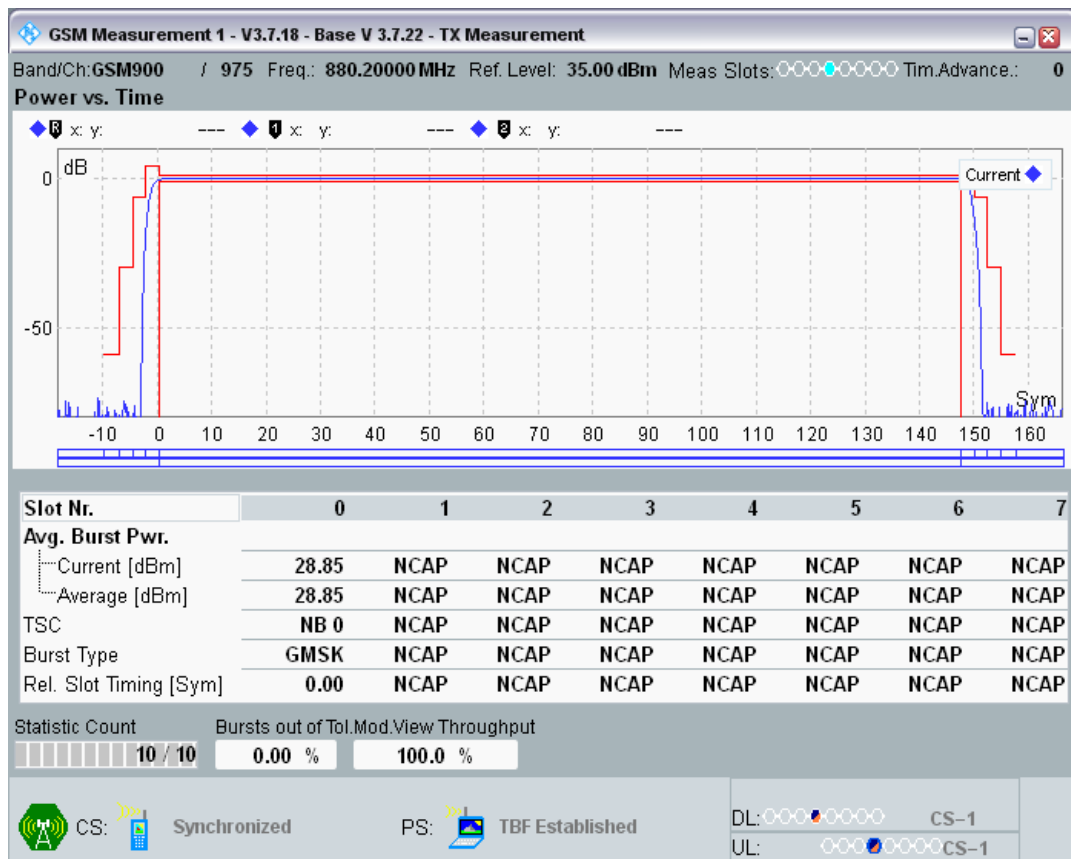 GSM Measurement 1 - V3.7.18 - Base V 3.7.22 - TX Measurement
Band/Ch:GSM900 / 975 Freq.: 880.20000 MHz Ref. Level: 35.00 dBm Meas Slots: Tim.Advance.: 0
Power vs. Time
R x: y: --- 1 x: y: --- 2 x: y: ---
dB
0
Current
-50
Sym
-10 0 10 20 30 40 50 60 70 80 90 100 110 120 130 140 150 160
Slot Nr. 0 1 2 3 4 5 6 7
Avg. Burst Pwr.
Current [dBm] 28.85 NCAP NCAP NCAP NCAP NCAP NCAP NCAP
Average [dBm] 28.85 NCAP NCAP NCAP NCAP NCAP NCAP NCAP
TSC NB 0 NCAP NCAP NCAP NCAP NCAP NCAP NCAP
Burst Type GMSK NCAP NCAP NCAP NCAP NCAP NCAP NCAP
Rel. Slot Timing [Sym] 0.00 NCAP NCAP NCAP NCAP NCAP NCAP NCAP
Statistic Count Bursts out of Tol.Mod.View Throughput
10 / 10 0.00 % 100.0 %
CS: Synchronized PS: TBF Established DL: CS-1
UL: CS-1